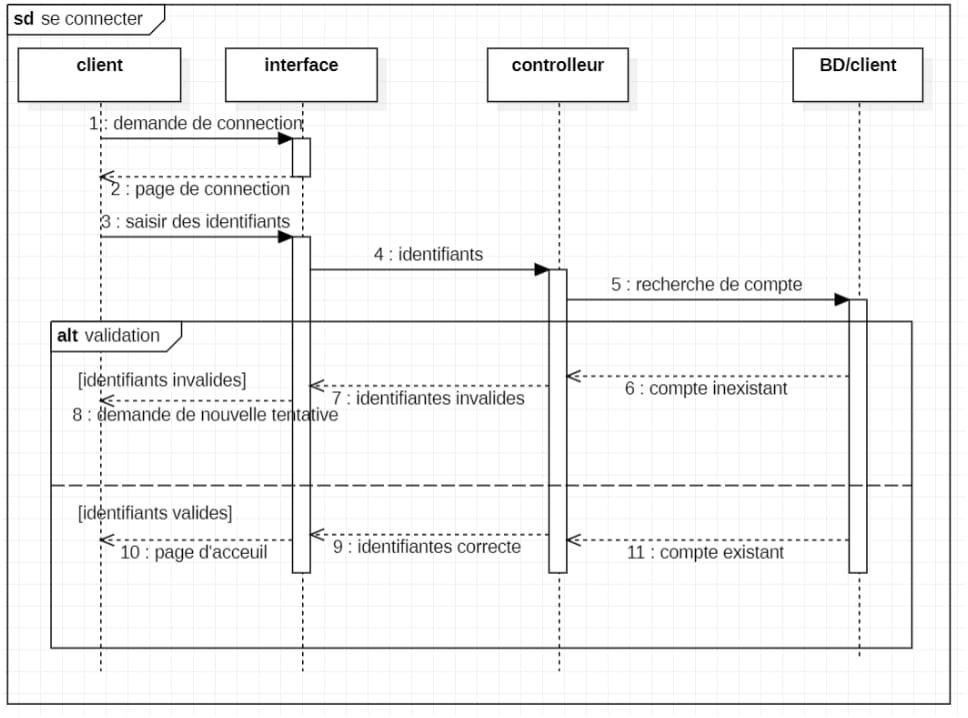 sd se connecter
client
interface
controlleur
BD/client
1 : demande de connection
2 : page de connection
3 : saisir des identifiants
4 : identifiants
5 : recherche de compte
alt validation
[identifiants invalides]
6 : compte inexistant
7 : identifiantes invalides
8 : demande de nouvelle tentative
[identifiants valides]
9 : identifiantes correcte
10 : page d'acceuil
11 : compte existant